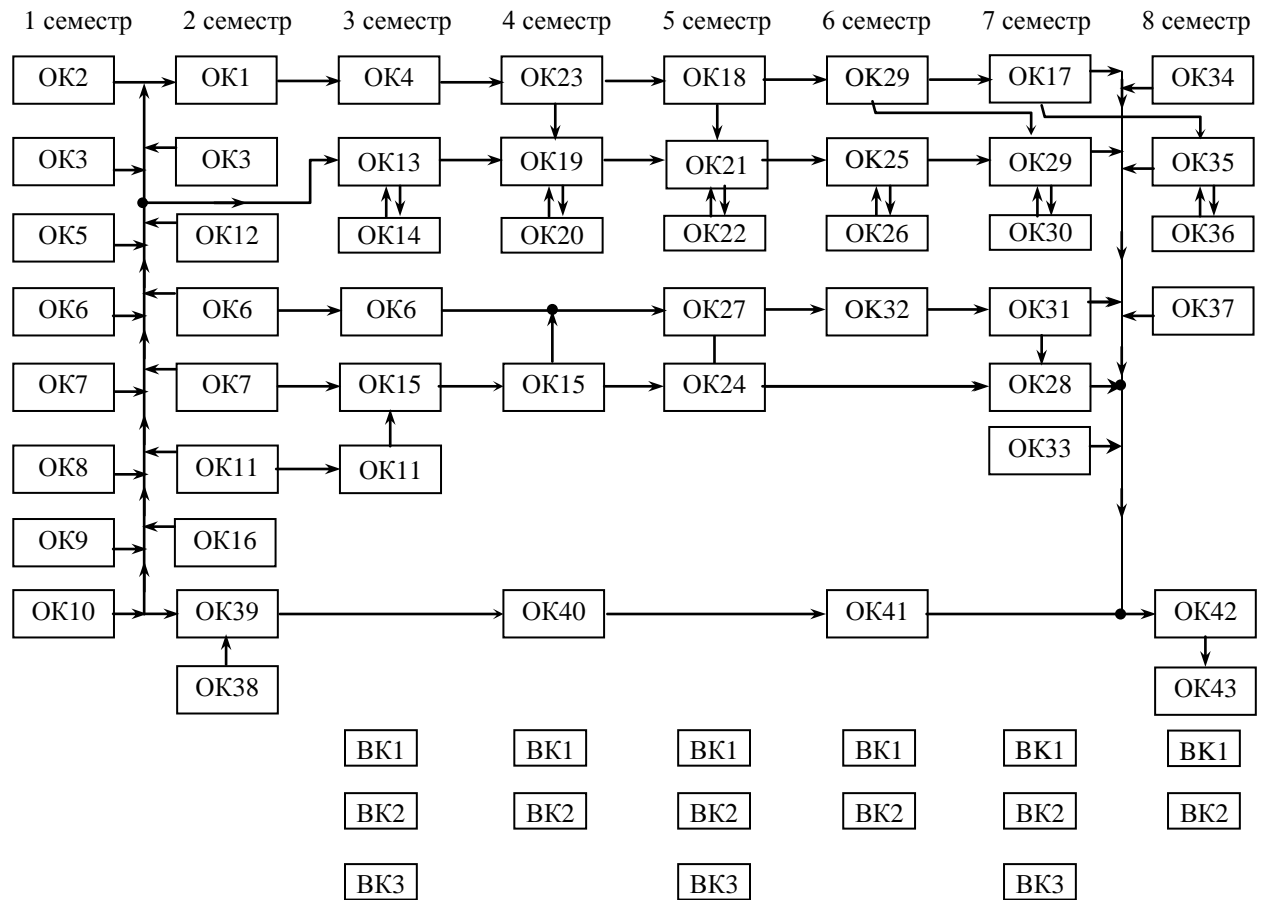 1 семестр 2 семестр 3 семестр 4 семестр 5 семестр 6 семестр 7 семестр 8 семестр
ОК2 ОК1 ОК4 ОК23 ОК18 ОК29 ОК17 ОК34
ОК3 ОК3 ОК13 ОК19 ОК21 ОК25 ОК29 ОК35
ОК5 ОК12 ОК14 ОК20 ОК22 ОК26 ОК30 ОК36
ОК6 ОК6 ОК6 ОК27 ОК32 ОК31 ОК37
ОК7 ОК7 ОК15 ОК15 ОК24 ОК28
ОК8 ОК11 ОК11 ОК33
ОК9 ОК16
ОК10 ОК39 ОК40 ОК41 ОК42
ОК38 ОК43
ВК1 ВК1 ВК1 ВК1 ВК1 ВК1
ВК2 ВК2 ВК2 ВК2 ВК2 ВК2
ВК3 ВК3 ВК3